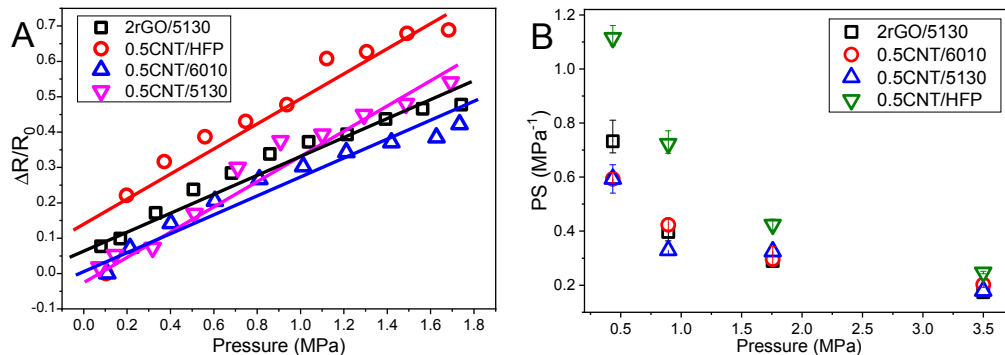 A
2rGO/5130
0.5CNT/HFP
0.5CNT/6010
0.5CNT/5130
ΔR/R0
0.7
0.6
0.5
0.4
0.3
0.2
0.1
0.0
-0.1
0.0 0.2 0.4 0.6 0.8 1.0 1.2 1.4 1.6 1.8
Pressure (MPa)
B
2rGO/5130
0.5CNT/6010
0.5CNT/5130
0.5CNT/HFP
PS (MPa-1)
1.2
1.0
0.8
0.6
0.4
0.2
0.5 1.0 1.5 2.0 2.5 3.0 3.5
Pressure (MPa)